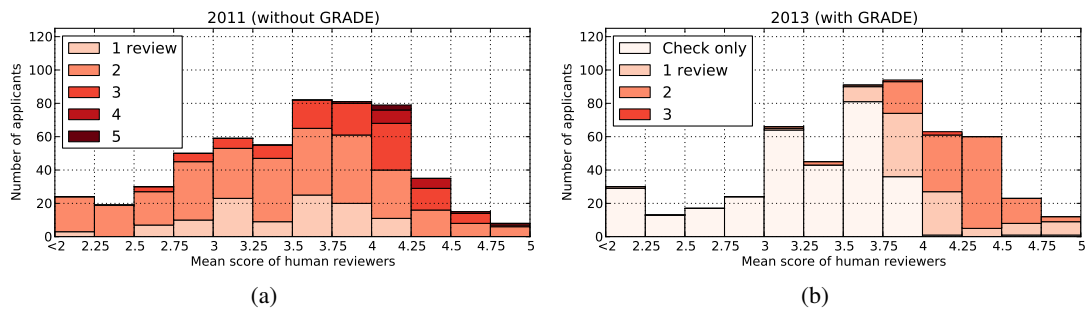 2011 (without GRADE)
120
100
80
60
40
20
0
Number of applicants
1 review
2
3
4
5
<2 2.25 2.5 2.75 3 3.25 3.5 3.75 4 4.25 4.5 4.75 5
Mean score of human reviewers
(a)
2013 (with GRADE)
120
100
80
60
40
20
0
Number of applicants
Check only
1 review
2
3
<2 2.25 2.5 2.75 3 3.25 3.5 3.75 4 4.25 4.5 4.75 5
Mean score of human reviewers
(b)